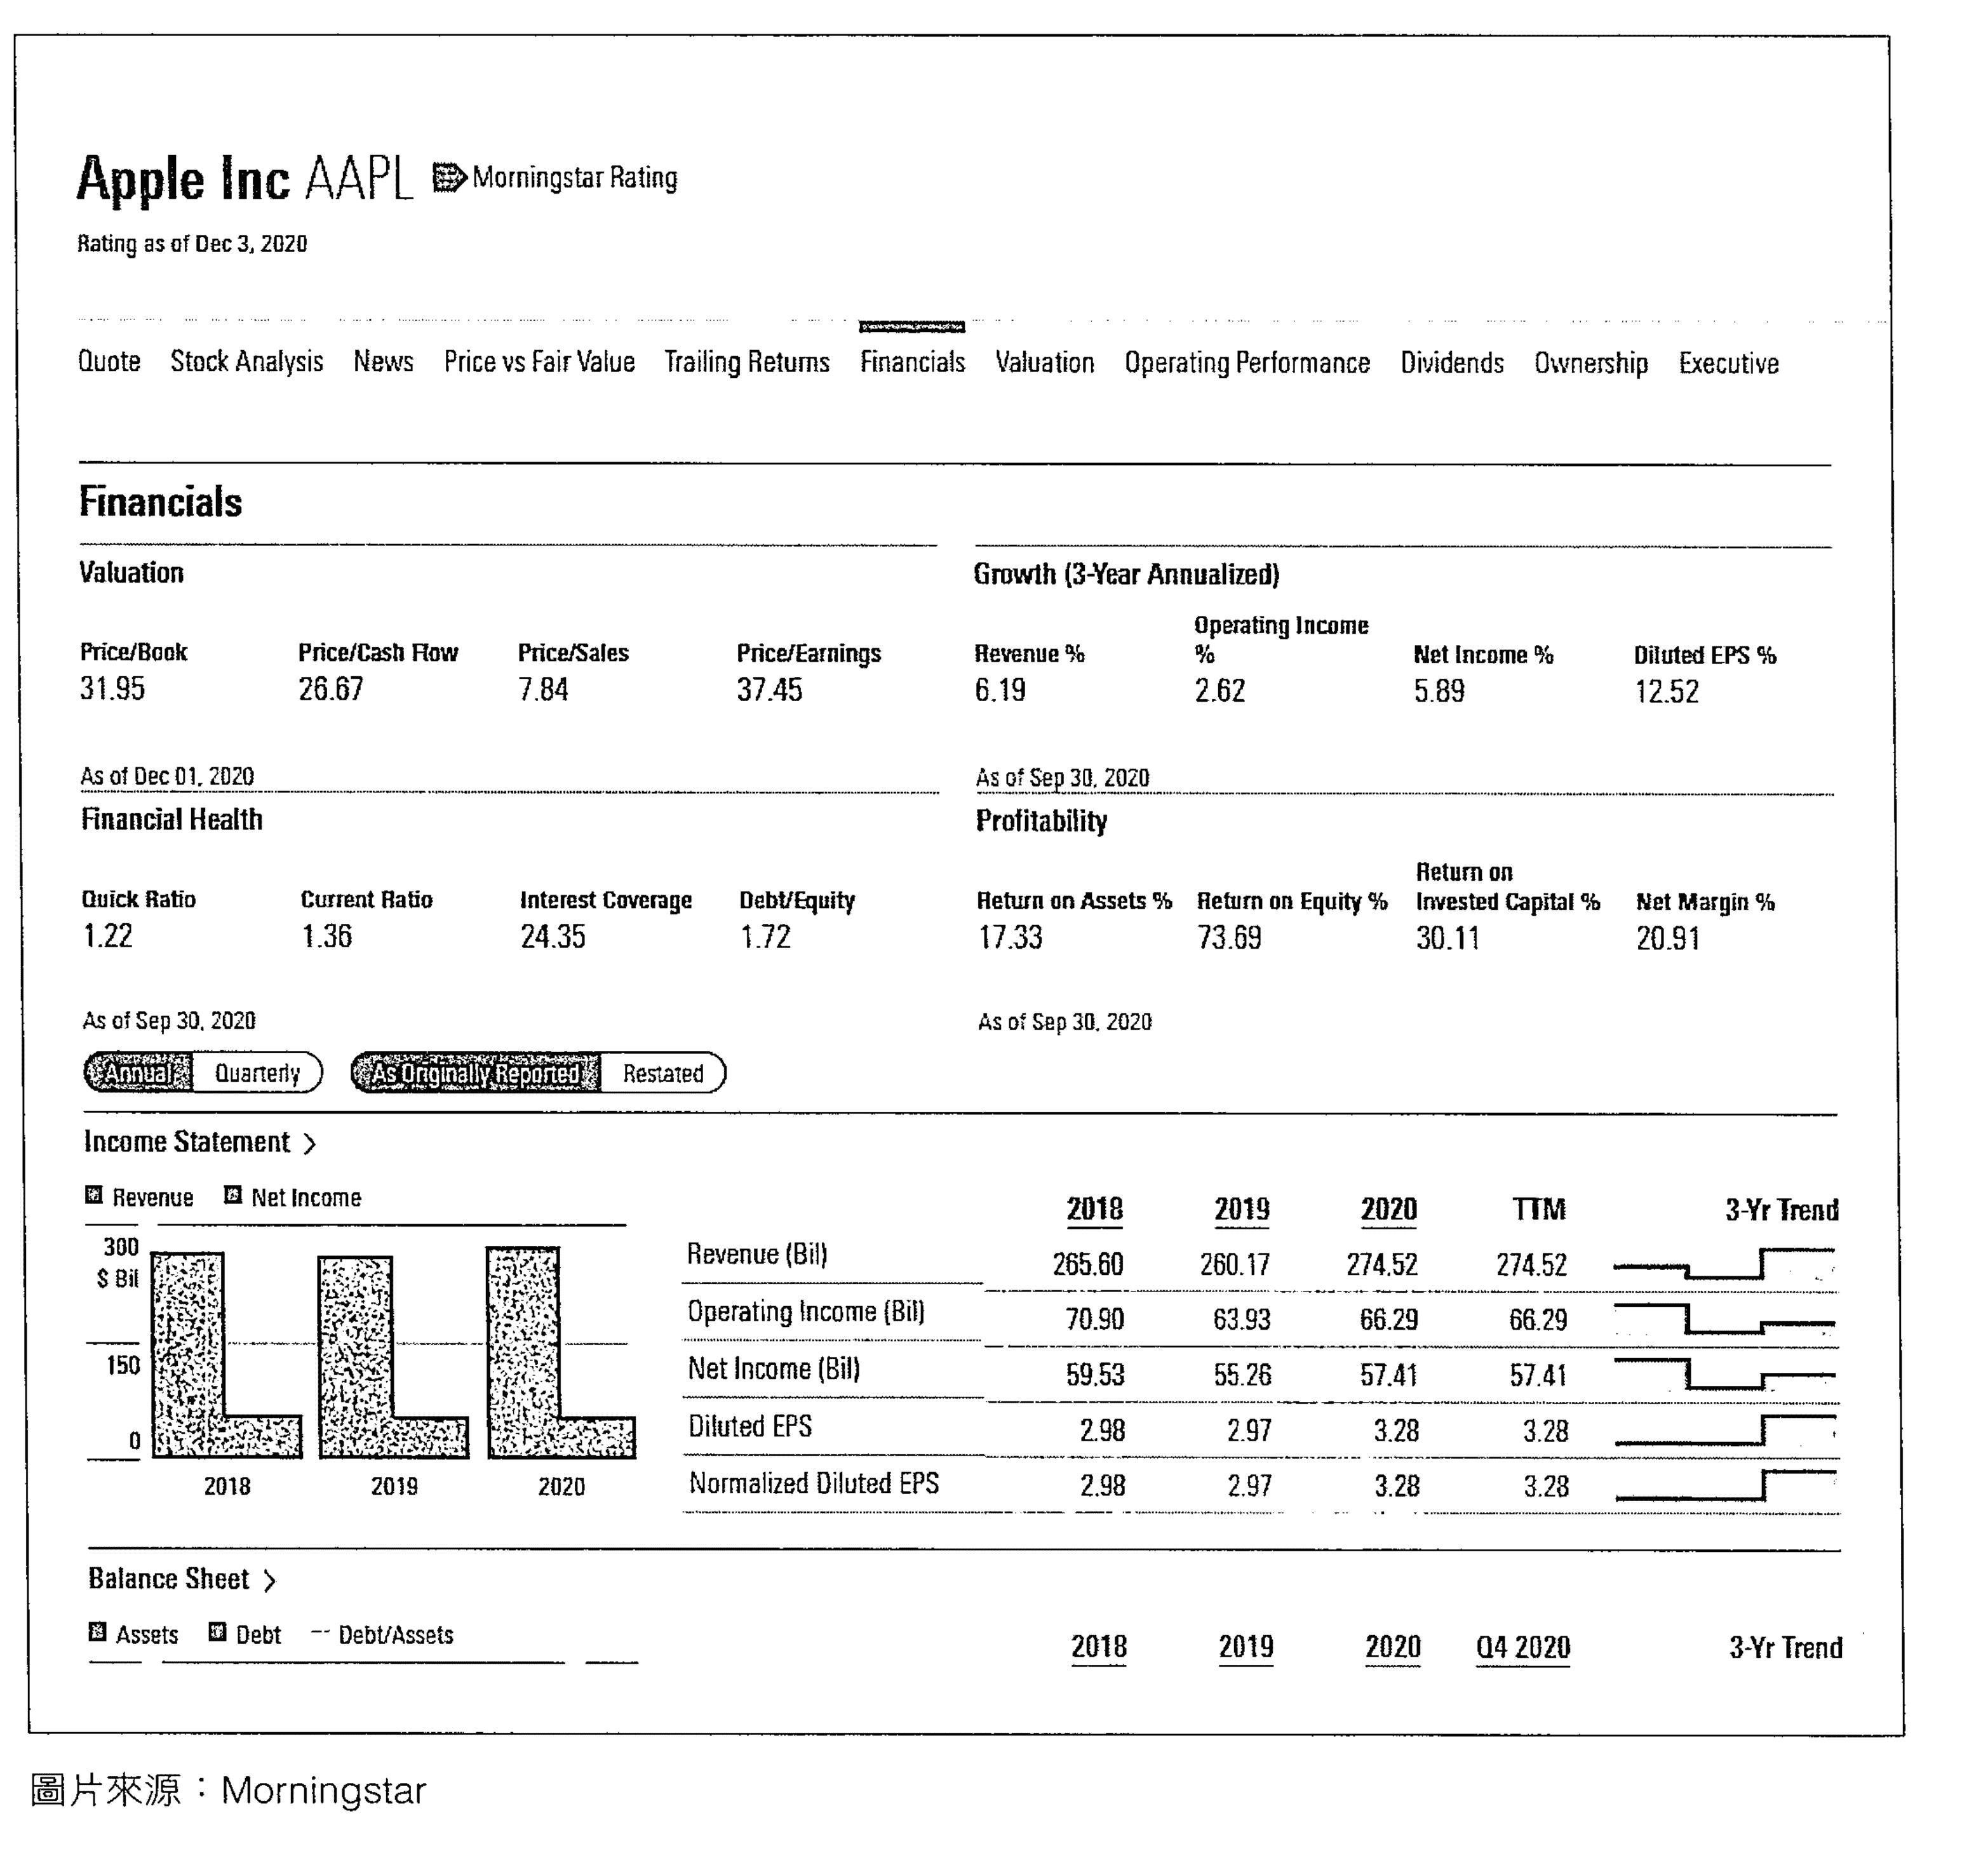 Apple Inc AAPL Morningstar Rating
Rating as of Dec 3, 2020
Quote Stock Analysis News Price vs Fair Value Trailing Returns Financials Valuation Operating Performance Dividends Ownership Executive
Financials
Valuation
Price/Book Price/Cash Flow Price/Sales Price/Earnings
31.95 26.67 7.84 37.45
As of Dec 01, 2020
Growth (3-Year Annualized)
Revenue % Operating Income % Net Income % Diluted EPS %
6.19 2.62 5.89 12.52
As of Sep 30, 2020
Financial Health
Quick Ratio Current Ratio Interest Coverage Debt/Equity
1.22 1.36 24.35 1.72
As of Sep 30, 2020
Profitability
Return on Assets % Return on Equity % Return on Invested Capital % Net Margin %
17.33 73.69 30.11 20.91
As of Sep 30, 2020
Annual Quarterly As Originally Reported Restated
Income Statement >
Revenue Net Income
300
$ Bil
150
0
2018 2019 2020
2018 2019 2020 TTM 3-Yr Trend
Revenue (Bil) 265.60 260.17 274.52 274.52
Operating Income (Bil) 70.90 63.93 66.29 66.29
Net Income (Bil) 59.53 55.26 57.41 57.41
Diluted EPS 2.98 2.97 3.28 3.28
Normalized Diluted EPS 2.98 2.97 3.28 3.28
Balance Sheet >
Assets Debt Debt/Assets
2018 2019 2020 Q4 2020 3-Yr Trend
圖片來源：Morningstar